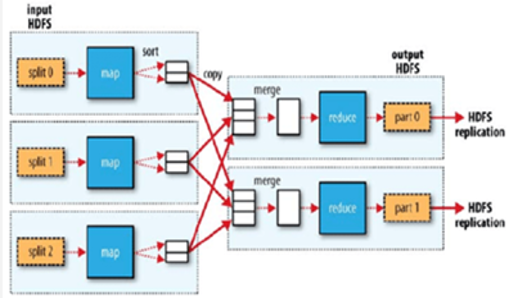 input
HDFS
sort
split 0
map
copy
split 1
map
split 2
map
output
HDFS
merge
reduce
part 0
HDFS
replication
merge
reduce
part 1
HDFS
replication